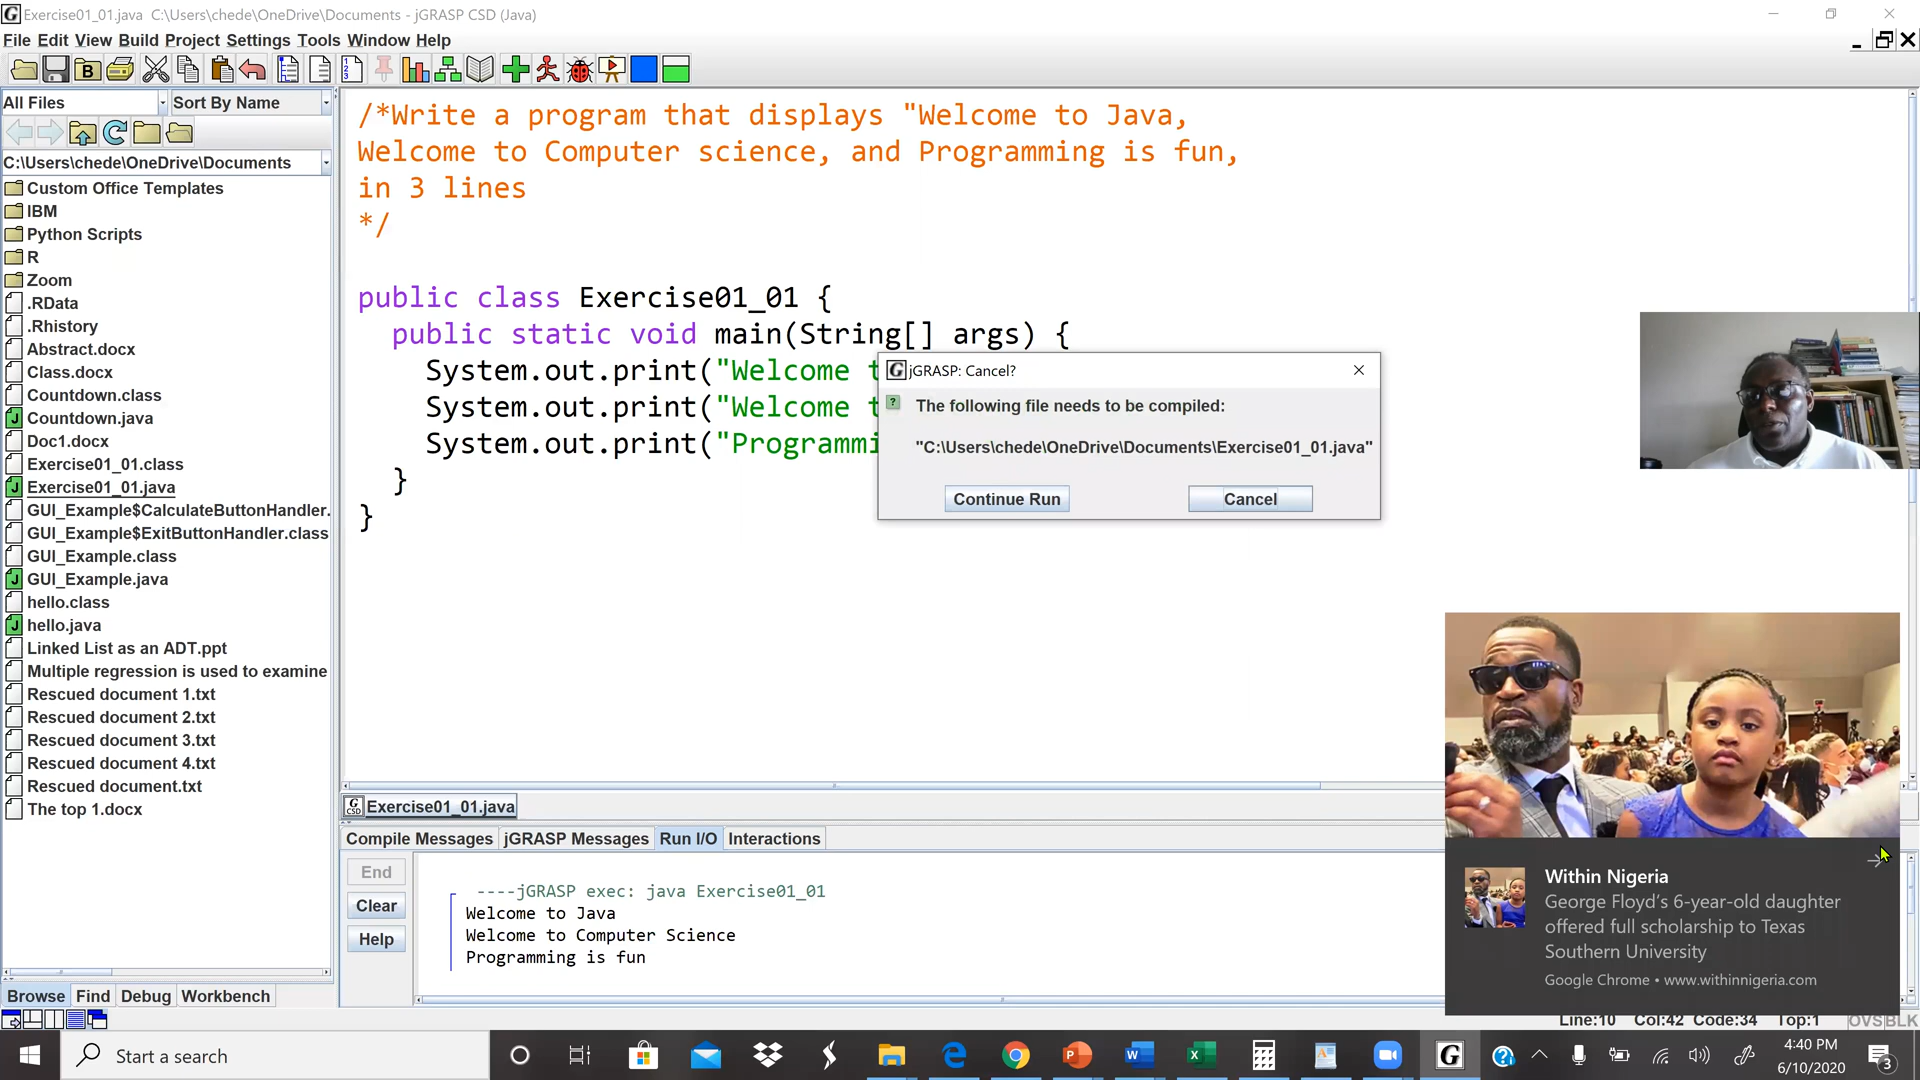 Exercise01_01.java  C:\Users\chede\OneDrive\Documents - jGRASP CSD (Java)
File Edit View Build Project Settings Tools Window Help
All Files Sort By Name
C:\Users\chede\OneDrive\Documents
Custom Office Templates
IBM
Python Scripts
R
Zoom
.RData
.Rhistory
Abstract.docx
Class.docx
Countdown.class
Countdown.java
Doc1.docx
Exercise01_01.class
Exercise01_01.java
GUI_Example$CalculateButtonHandler.
GUI_Example$ExitButtonHandler.class
GUI_Example.class
GUI_Example.java
hello.class
hello.java
Linked List as an ADT.ppt
Multiple regression is used to examine
Rescued document 1.txt
Rescued document 2.txt
Rescued document 3.txt
Rescued document 4.txt
Rescued document.txt
The top 1.docx
Browse Find Debug Workbench
/*Write a program that displays "Welcome to Java,
Welcome to Computer science, and Programming is fun,
in 3 lines
*/
public class Exercise01_01 {
public static void main(String[] args) {
System.out.print("Welcome t
System.out.print("Welcome t
System.out.print("Programmi
}
}
jGRASP: Cancel?
The following file needs to be compiled:
"C:\Users\chede\OneDrive\Documents\Exercise01_01.java"
Continue Run Cancel
Exercise01_01.java
Compile Messages jGRASP Messages Run I/O Interactions
End
Clear
Help
----jGRASP exec: java Exercise01_01
Welcome to Java
Welcome to Computer Science
Programming is fun
Within Nigeria
George Floyd's 6-year-old daughter
offered full scholarship to Texas
Southern University
Google Chrome • www.withinnigeria.com
Line:10 Col:42 Code:34 Top:1 OVS BLK
Start a search
4:40 PM
6/10/2020
3